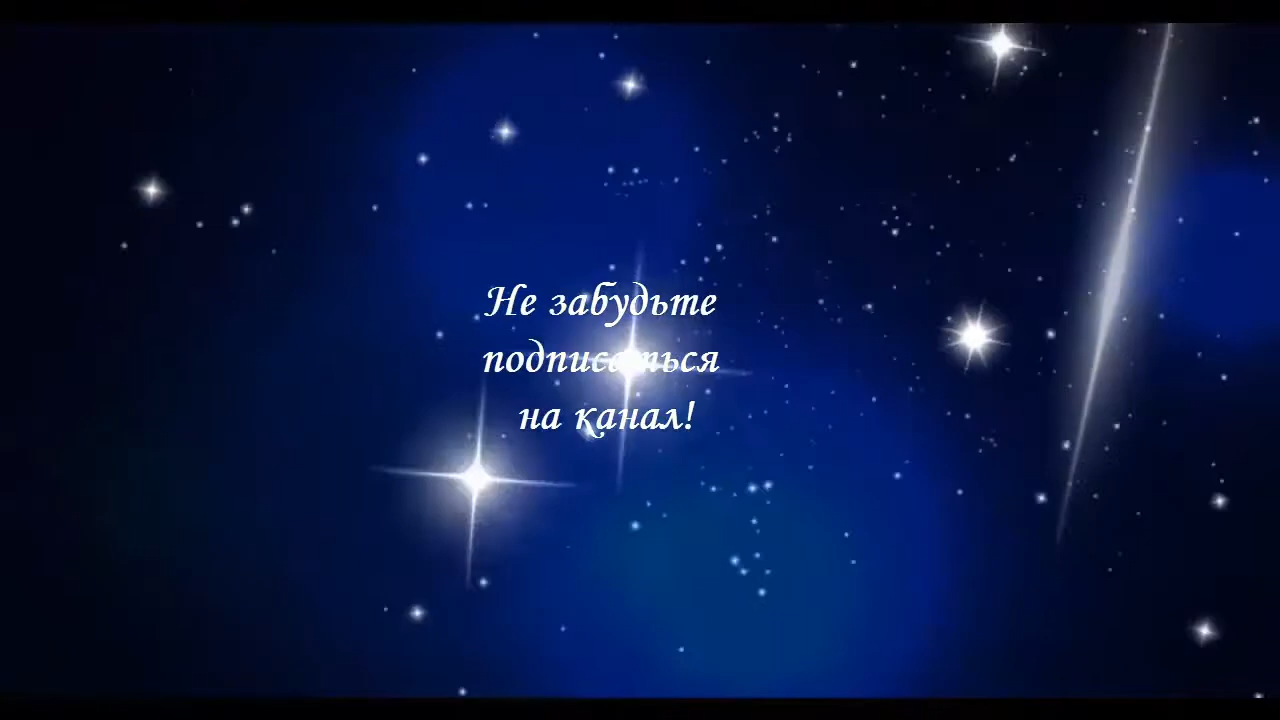 Не забудьте
подписаться
на канал!